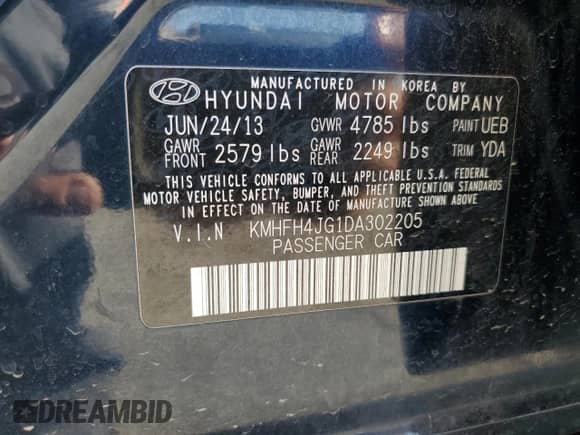 MANUFACTURED IN KOREA BY
HYUNDAI MOTOR COMPANY
JUN/24/13 GVWR 4785 lbs PAINT UEB
GAWR FRONT 2579 lbs GAWR REAR 2249 lbs TRIM YDA
THIS VEHICLE CONFORMS TO ALL APPLICABLE U.S.A. FEDERAL
MOTOR VEHICLE SAFETY, BUMPER, AND THEFT PREVENTION STANDARDS
IN EFFECT ON THE DATE OF MANUFACTURE SHOWN ABOVE
V.I.N KMHFH4JG1DA302205
PASSENGER CAR
DREAMBID